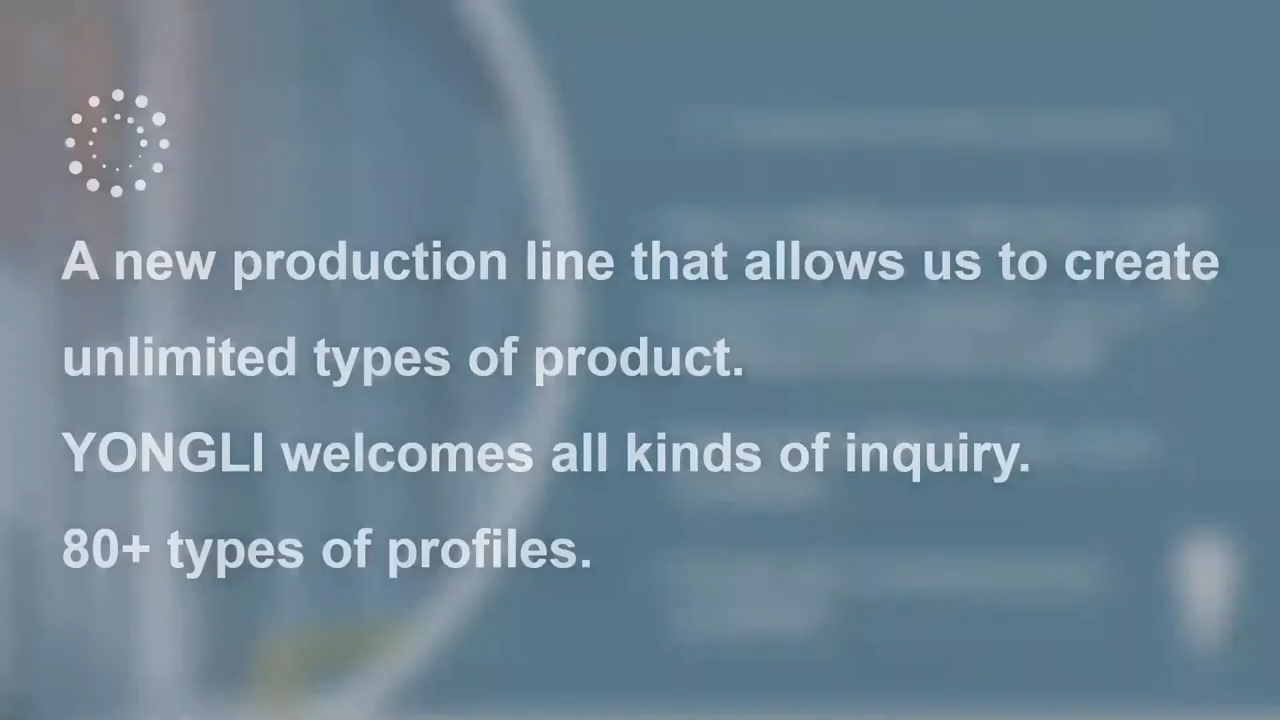 A new production line that allows us to create
unlimited types of product.
YONGLI welcomes all kinds of inquiry.
80+ types of profiles.